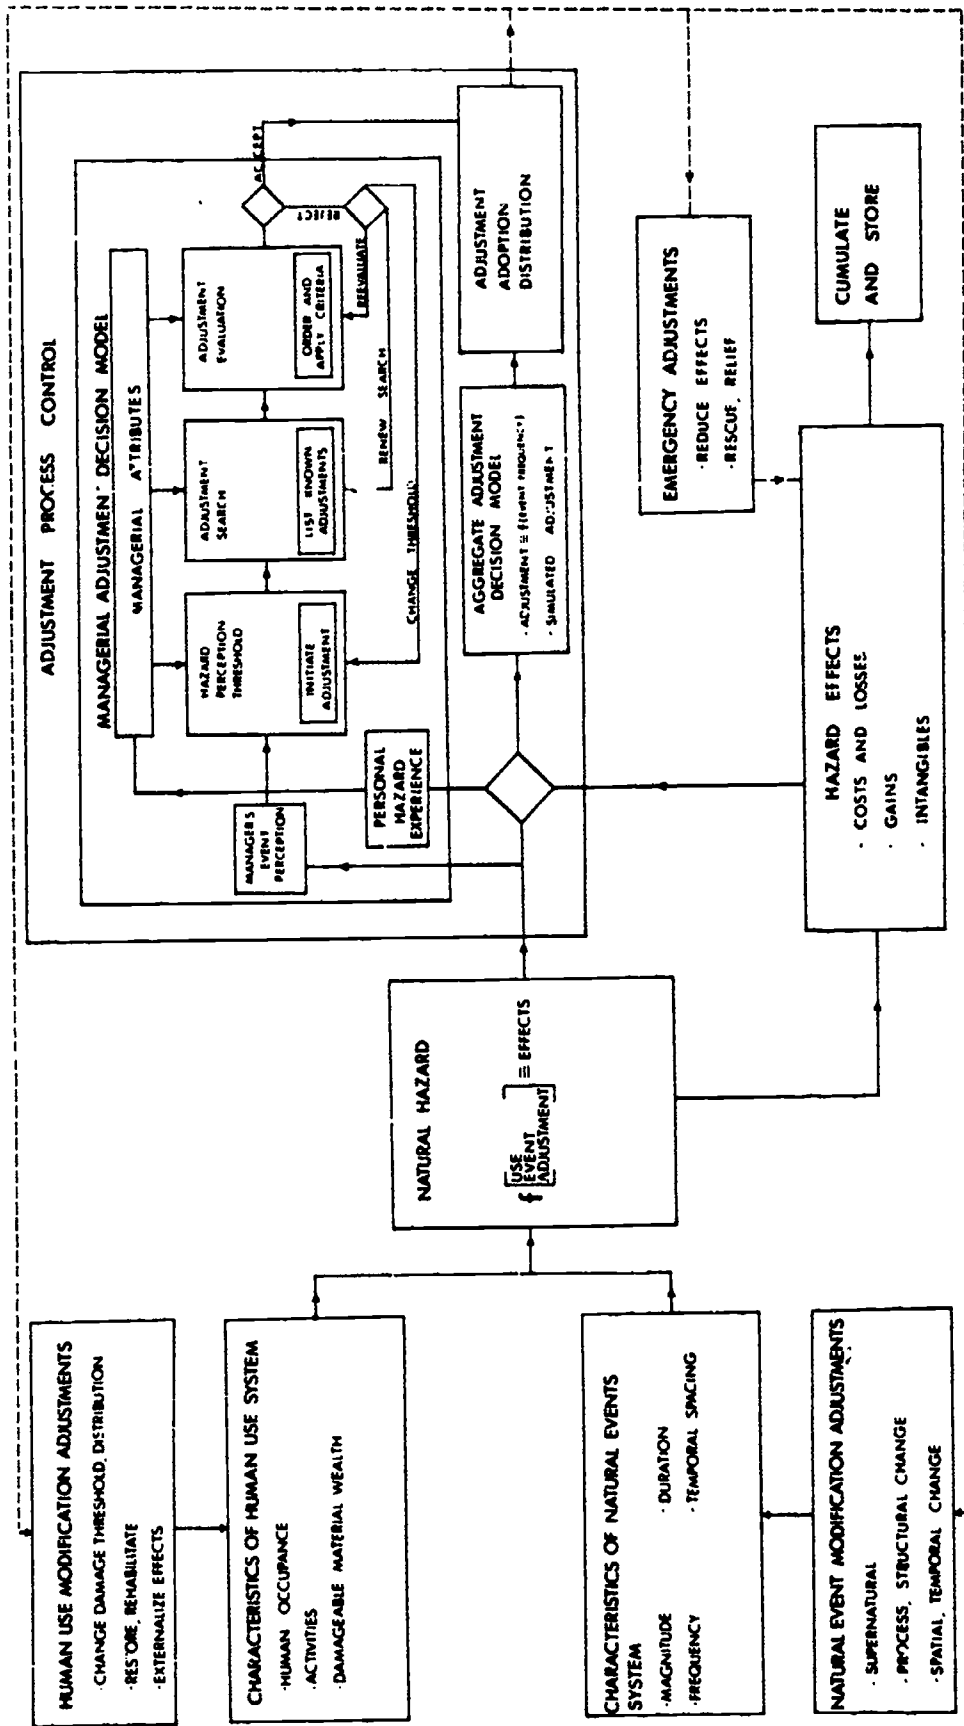 HUMAN USE MODIFICATION ADJUSTMENTS
· CHANGE DAMAGE THRESHOLD, DISTRIBUTION
· RESTORE, REHABILITATE
· EXTERNALIZE EFFECTS
CHARACTERISTICS OF HUMAN USE SYSTEM
· HUMAN OCCUPANCE
· ACTIVITIES
· DAMAGEABLE MATERIAL WEALTH
CHARACTERISTICS OF NATURAL EVENTS
SYSTEM
· MAGNITUDE · DURATION
· FREQUENCY · TEMPORAL SPACING
NATURAL EVENT MODIFICATION ADJUSTMENTS
· SUPERNATURAL
· PROCESS, STRUCTURAL CHANGE
· SPATIAL, TEMPORAL CHANGE
NATURAL HAZARD
f [USE
EVENT
ADJUSTMENT] ≡ EFFECTS
ADJUSTMENT PROCESS CONTROL
MANAGERIAL ADJUSTMEN' DECISION MODEL
MANAGERIAL ATTRIBUTES
MANAGERS
EVENT
PERCEPTION
HAZARD
PERCEPTION
THRESHOLD
INITIATE
ADJUSTMENT
ADJUSTMENT
SEARCH
LIST KNOWN
ADJUSTMENTS
ADJUSTMENT
EVALUATION
ORDER AND
APPLY CRITERIA
ACCEPT
REJECT
REEVALUATE
RENEW SEARCH
CHANGE THRESHOLD
PERSONAL
HAZARD
EXPERIENCE
AGGREGATE ADJUSTMENT
DECISION MODEL
· ADJUSTMENT ≡ f(EVENT FREQUENCY)
· SIMULATED ADJUSTMENT
ADJUSTMENT
ADOPTION
DISTRIBUTION
EMERGENCY ADJUSTMENTS
· REDUCE EFFECTS
· RESCUE, RELIEF
HAZARD EFFECTS
· COSTS AND LOSSES
· GAINS
· INTANGIBLES
CUMULATE
AND STORE